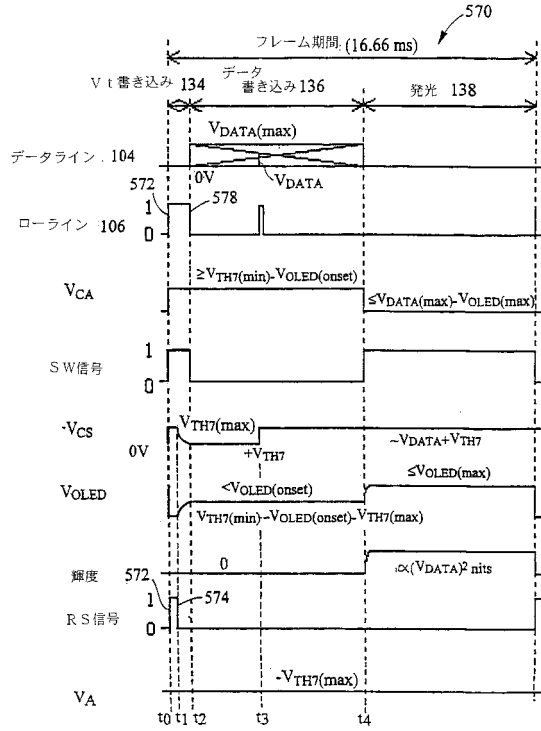 570
フレーム期間 (16.66 ms)
Vt書き込み 134
データ
書き込み 136
発光 138
データライン 104
VDATA(max)
0V
VDATA
572
578
ローライン 106
1
0
VCA
≥VTH7(min)-VOLED(onset)
≤VDATA(max)-VOLED(max)
SW信号
1
0
-VCS
0V
VTH7(max)
+VTH7
~VDATA+VTH7
VOLED
<VOLED(onset)
≤VOLED(max)
VTH7(min)-VOLED(onset)-VTH7(max)
輝度
0
∝(VDATA)2 nits
572
574
RS信号
1
0
VA
-VTH7(max)
t0 t1 t2 t3 t4